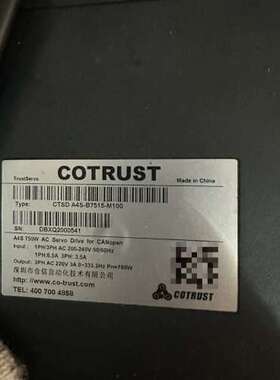 TrustServo COTRUST Made in China
Type: CTSD A4S-B7515-M100
SN: DBXQ2000541
A4S 750W AC Servo Drive for CANopen
Input: 1PH/3PH AC 200-240V 50/60Hz
1PH:6.5A 3PH: 3.5A
Output: 3PH AC 220V 3A 0~333.3Hz Pn=750W
深圳市合信自动化技术有限公司
http://www.co-trust.com
TEL: 400 700 4858
COTRUST